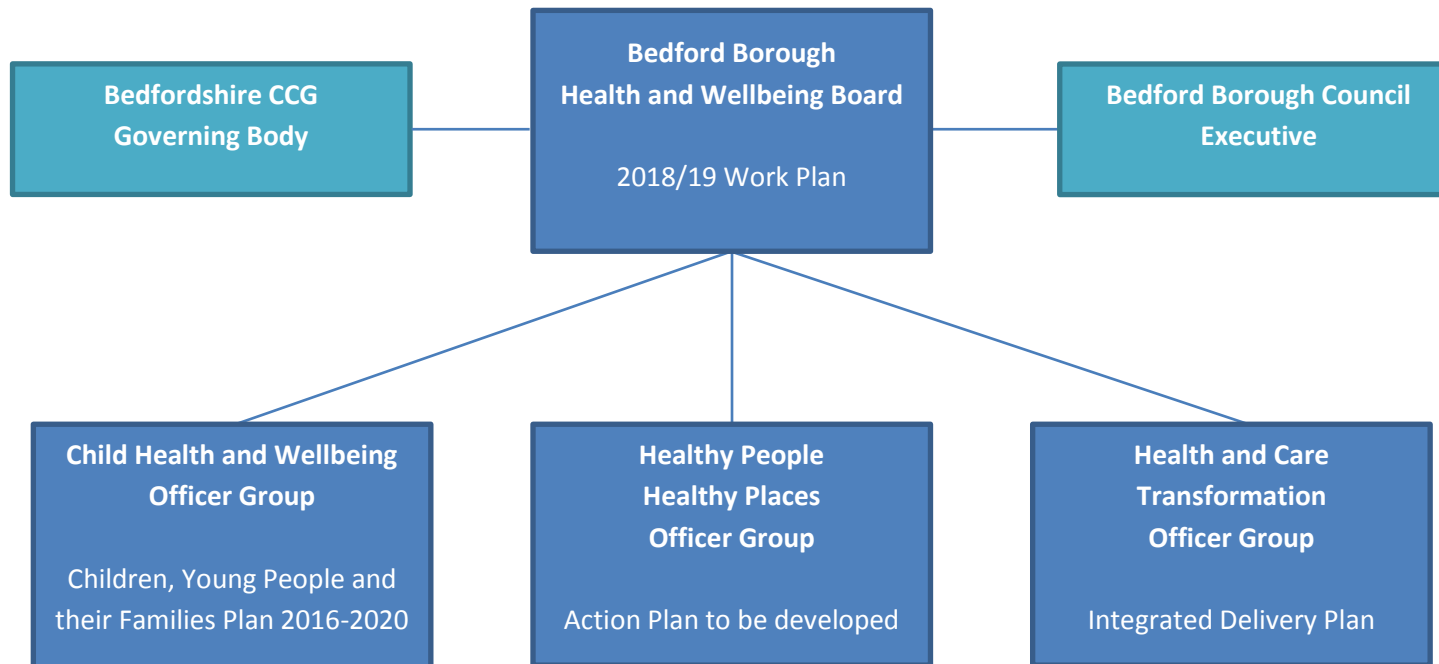 Bedfordshire CCG
Governing Body
Bedford Borough
Health and Wellbeing Board
2018/19 Work Plan
Bedford Borough Council
Executive
Child Health and Wellbeing
Officer Group
Children, Young People and
their Families Plan 2016-2020
Healthy People
Healthy Places
Officer Group
Action Plan to be developed
Health and Care
Transformation
Officer Group
Integrated Delivery Plan